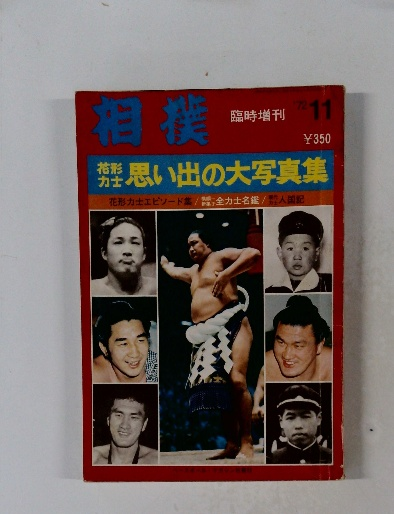 相撲
臨時増刊
'72 11
¥350
花形力士 思い出の大写真集
花形力士エピソード集 / 全力士名鑑 / 人国記